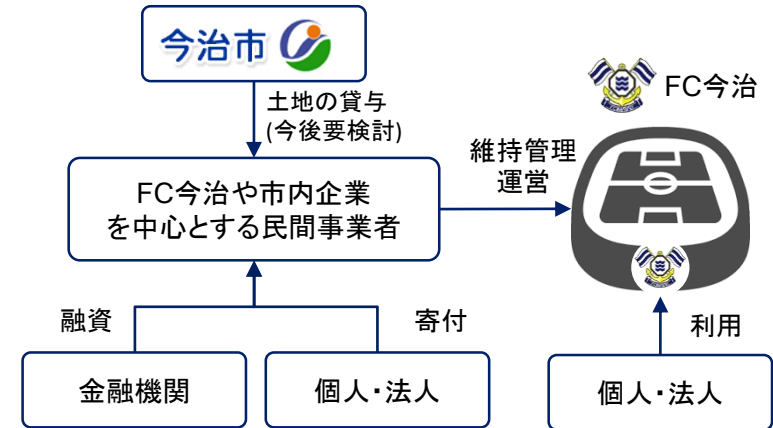 今治市
土地の貸与
(今後要検討)
FC今治
維持管理
運営
FC今治や市内企業
を中心とする民間事業者
融資
寄付
利用
金融機関
個人・法人
個人・法人